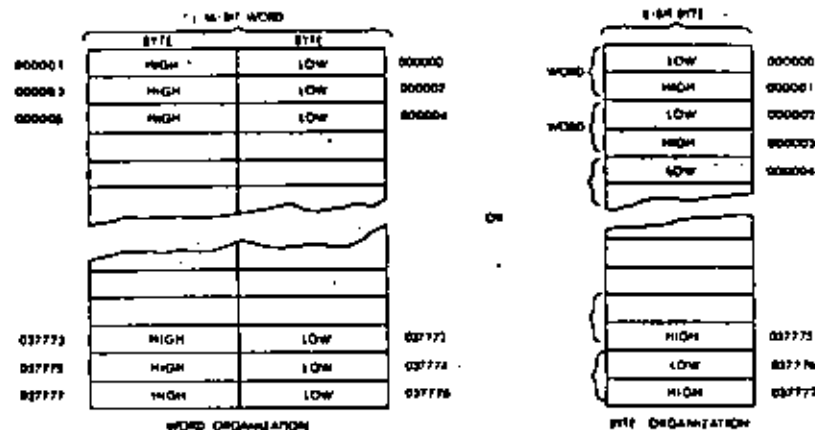 16-BIT WORD
BYTE BYTE
000001 HIGH LOW 000000
000003 HIGH LOW 000002
000005 HIGH LOW 000004
OR
037773 HIGH LOW 037772
037775 HIGH LOW 037774
037777 HIGH LOW 037776
WORD ORGANIZATION
8-BIT BYTE
WORD LOW 000000
HIGH 000001
WORD LOW 000002
HIGH 000003
LOW 000004
HIGH 037775
LOW 037776
HIGH 037777
BYTE ORGANIZATION